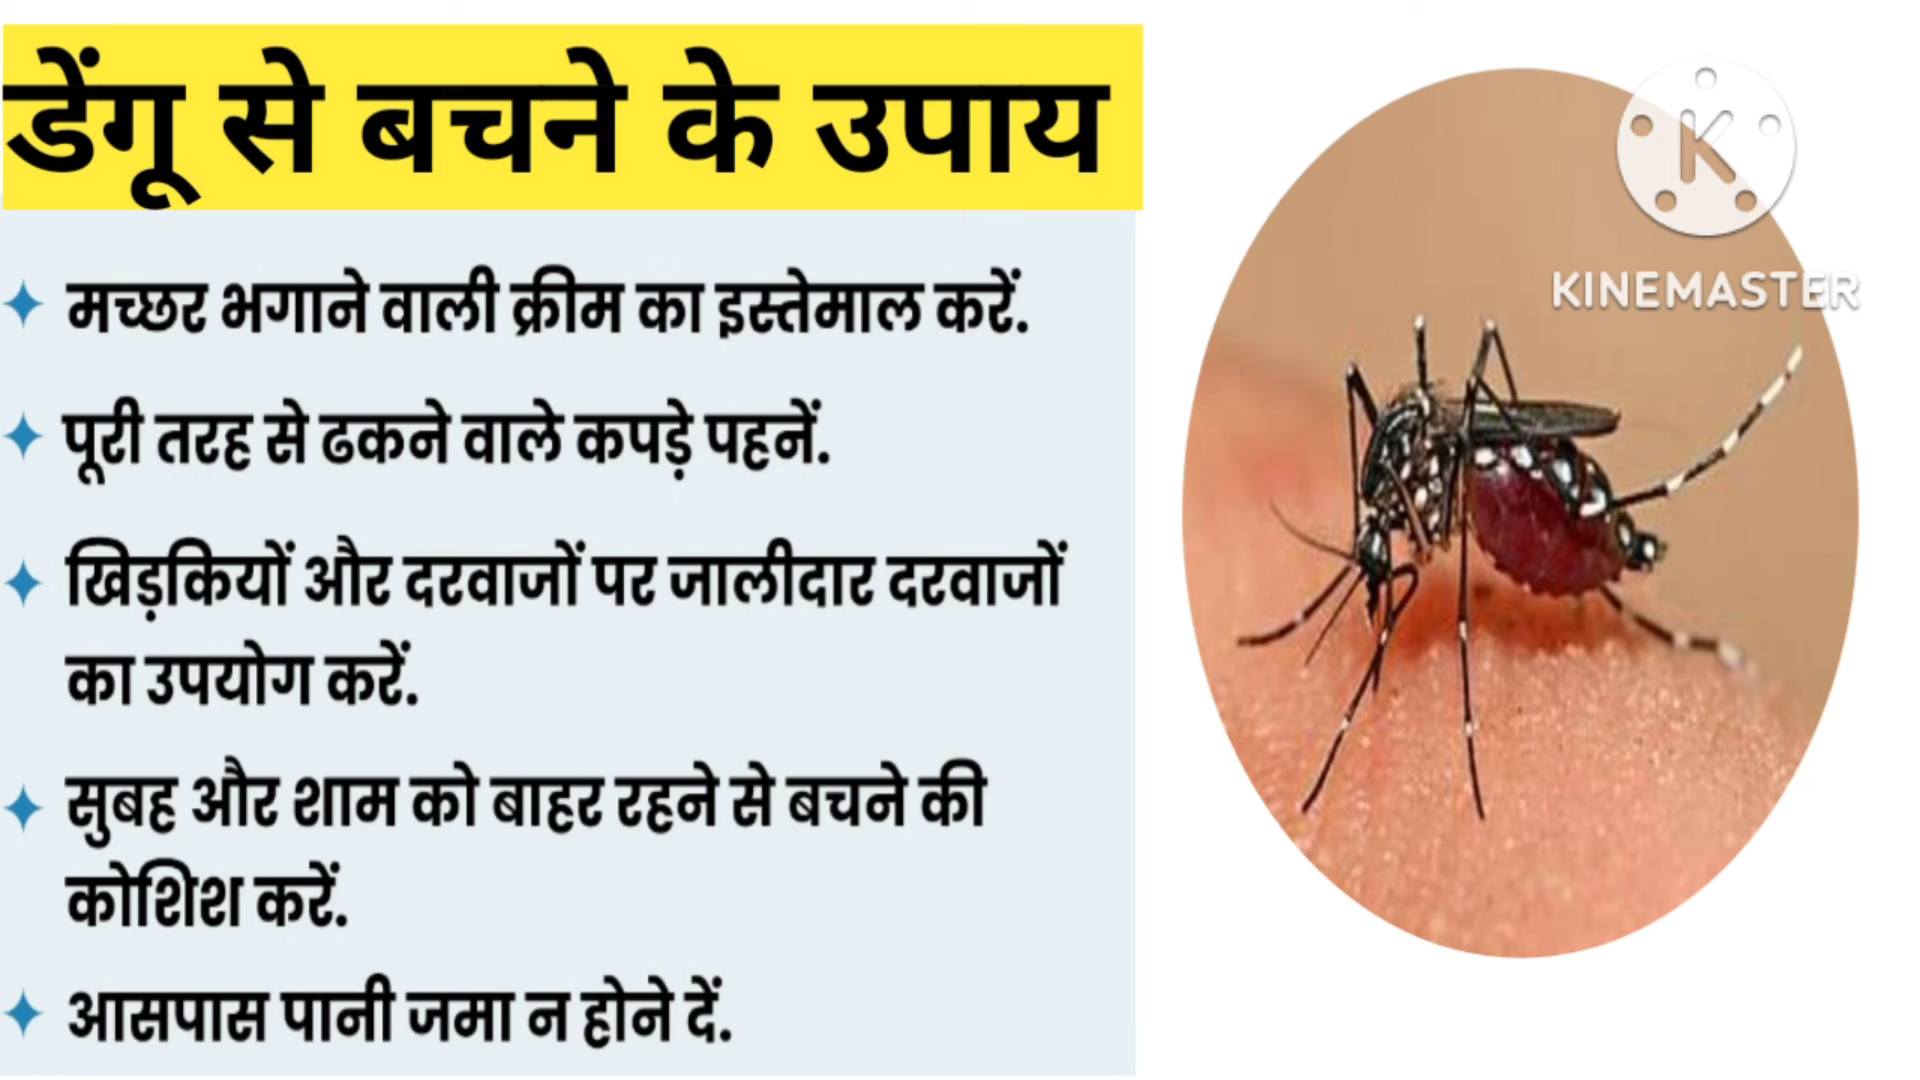 डेंगू से बचने के उपाय
मच्छर भगाने वाली क्रीम का इस्तेमाल करें.
पूरी तरह से ढकने वाले कपड़े पहनें.
खिड़कियों और दरवाजों पर जालीदार दरवाजों
का उपयोग करें.
सुबह और शाम को बाहर रहने से बचने की
कोशिश करें.
आसपास पानी जमा न होने दें.
K
KINEMASTER